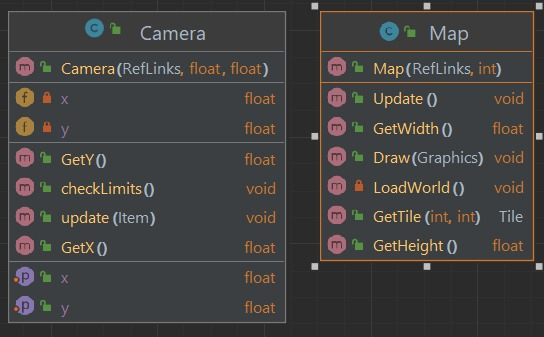 Camera
Camera(RefLinks, float, float)
x float
y float
GetY() float
checkLimits() void
update(Item) void
GetX() float
x float
y float
Map
Map(RefLinks, int)
Update() void
GetWidth() float
Draw(Graphics) void
LoadWorld() void
GetTile(int, int) Tile
GetHeight() float